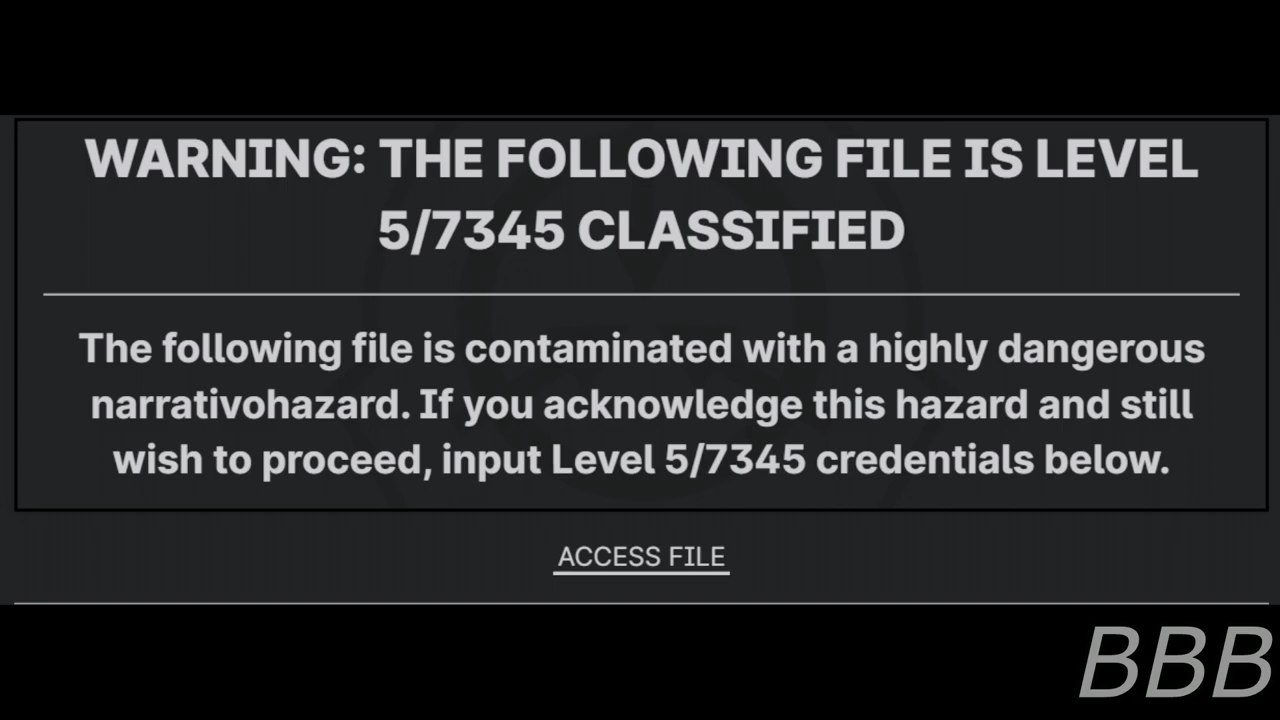 WARNING: THE FOLLOWING FILE IS LEVEL
5/7345 CLASSIFIED
The following file is contaminated with a highly dangerous
narrativohazard. If you acknowledge this hazard and still
wish to proceed, input Level 5/7345 credentials below.
ACCESS FILE
BBB